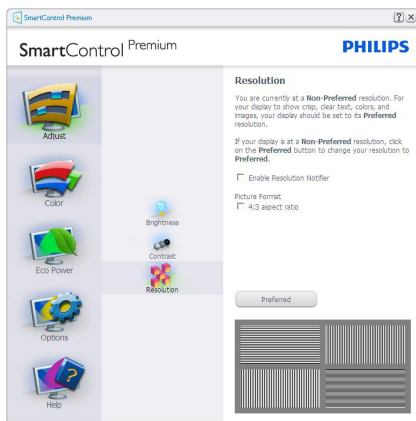 SmartControl Premium
SmartControl Premium
PHILIPS
Adjust
Color
Eco Power
Options
Help
Brightness
Contrast
Resolution
Resolution
You are currently at a Non-Preferred resolution. For
your display to show crisp, clear text, colors, and
images, your display should be set to its Preferred
resolution.
If your display is at a Non-Preferred resolution, click
on the Preferred button to change your resolution to
Preferred.
Enable Resolution Notifier
Picture Format
4:3 aspect ratio
Preferred